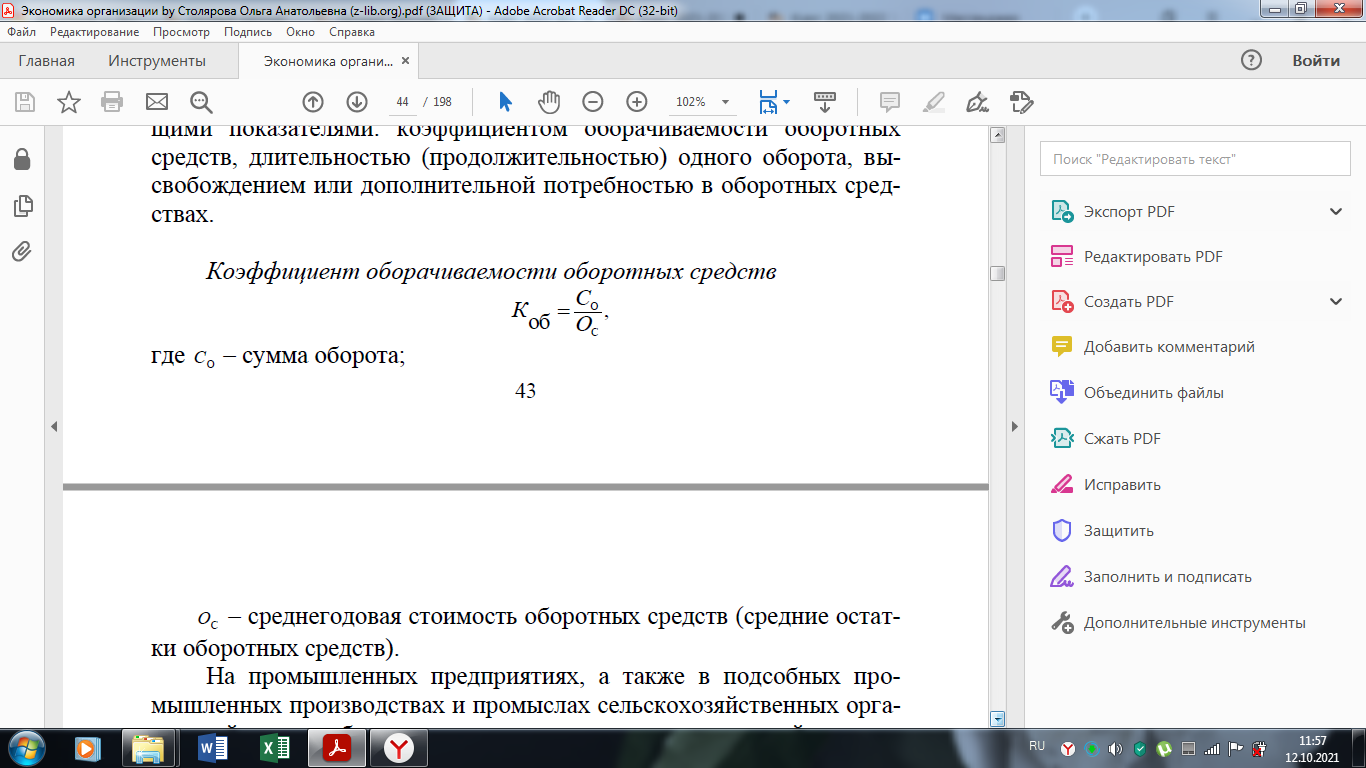 Экономика организации by Столярова Ольга Анатольевна (z-lib.org).pdf (ЗАЩИТА) - Adobe Acrobat Reader DC (32-bit)
Файл Редактирование Просмотр Подпись Окно Справка
Главная Инструменты Экономика органи... × Войти
44 / 198 102%
щими показателями: коэффициентом оборачиваемости оборотных
средств, длительностью (продолжительностью) одного оборота, вы-
свобождением или дополнительной потребностью в оборотных сред-
ствах.
Коэффициент оборачиваемости оборотных средств
K об = C о / O с ,
где c о – сумма оборота;
43
o с – среднегодовая стоимость оборотных средств (средние остат-
ки оборотных средств).
На промышленных предприятиях, а также в подсобных про-
мышленных производствах и промыслах сельскохозяйственных орга-
Поиск "Редактировать текст"
Экспорт PDF
Редактировать PDF
Создать PDF
Добавить комментарий
Объединить файлы
Сжать PDF
Исправить
Защитить
Заполнить и подписать
Дополнительные инструменты
RU
11:57
12.10.2021